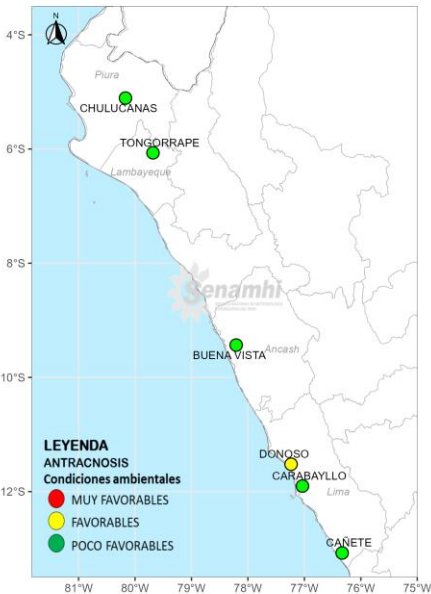 N
4°S
6°S
8°S
10°S
12°S
Piura
CHULUCANAS
TONGORRAPE
Lambayeque
Senamhi
BUENA VISTA
Ancash
DONOSO
CARABAYLLO
Lima
CAÑETE
LEYENDA
ANTRACNOSIS
Condiciones ambientales
MUY FAVORABLES
FAVORABLES
POCO FAVORABLES
81°W 80°W 79°W 78°W 77°W 76°W 75°W